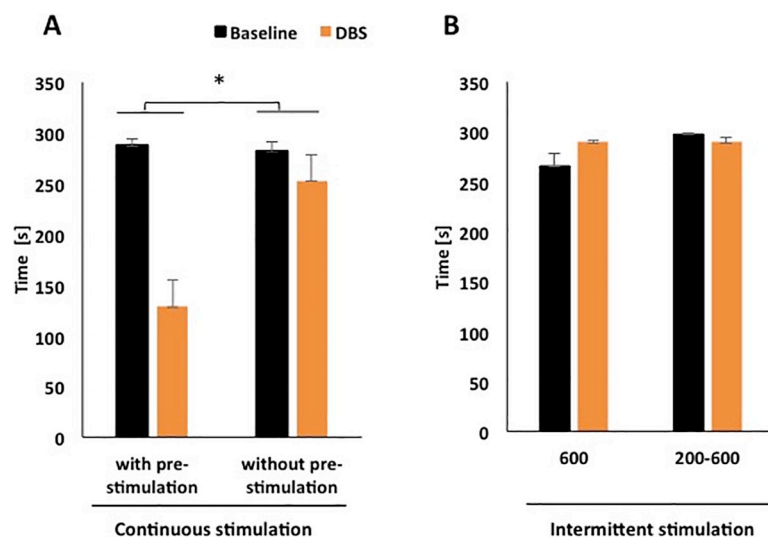 A
Baseline DBS
*
Time [s]
350
300
250
200
150
100
50
0
with pre-
stimulation
without pre-
stimulation
Continuous stimulation
B
Time [s]
350
300
250
200
150
100
50
0
600
200-600
Intermittent stimulation